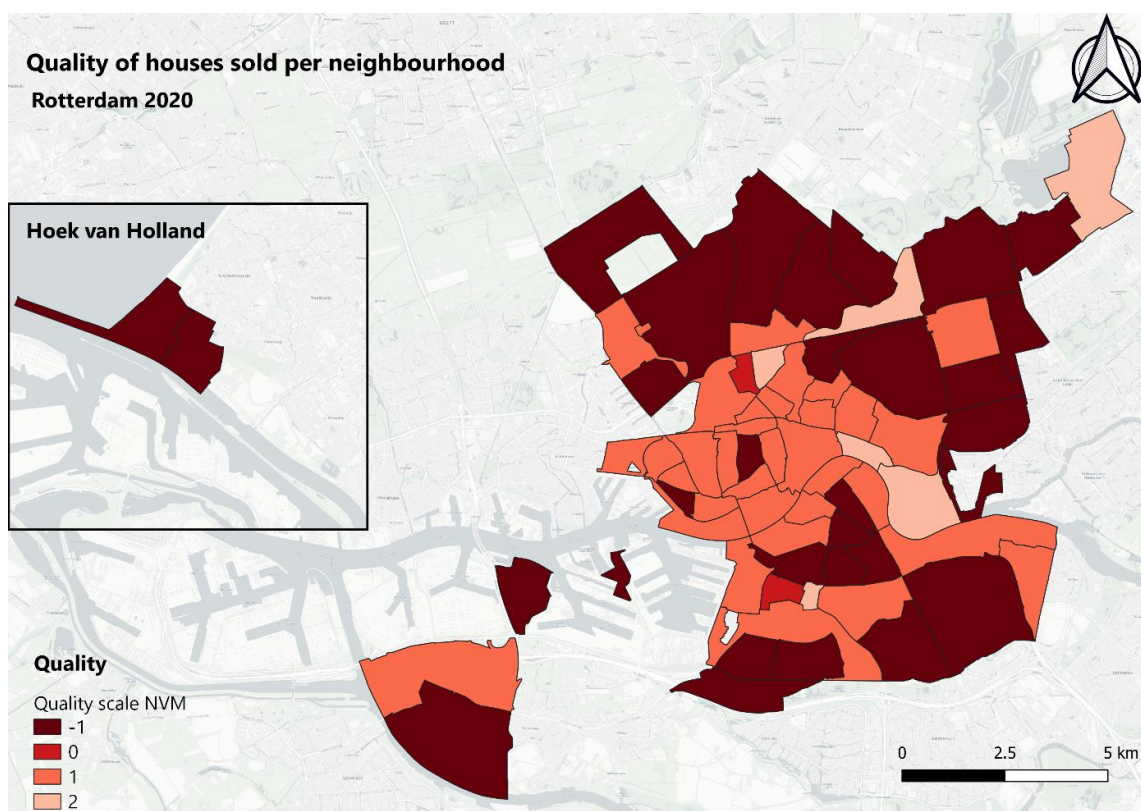 Quality of houses sold per neighbourhood
Rotterdam 2020
Hoek van Holland
Quality
Quality scale NVM
-1
0
1
2
0 2.5 5 km